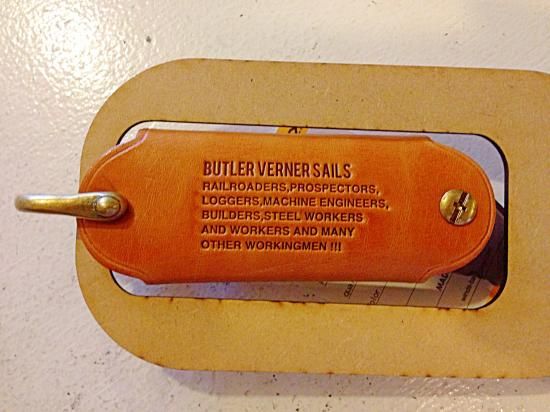 BUTLER VERNER SAILS
RAILROADERS,PROSPECTORS,
LOGGERS,MACHINE ENGINEERS,
BUILDERS,STEEL WORKERS
AND WORKERS AND MANY
OTHER WORKINGMEN !!!